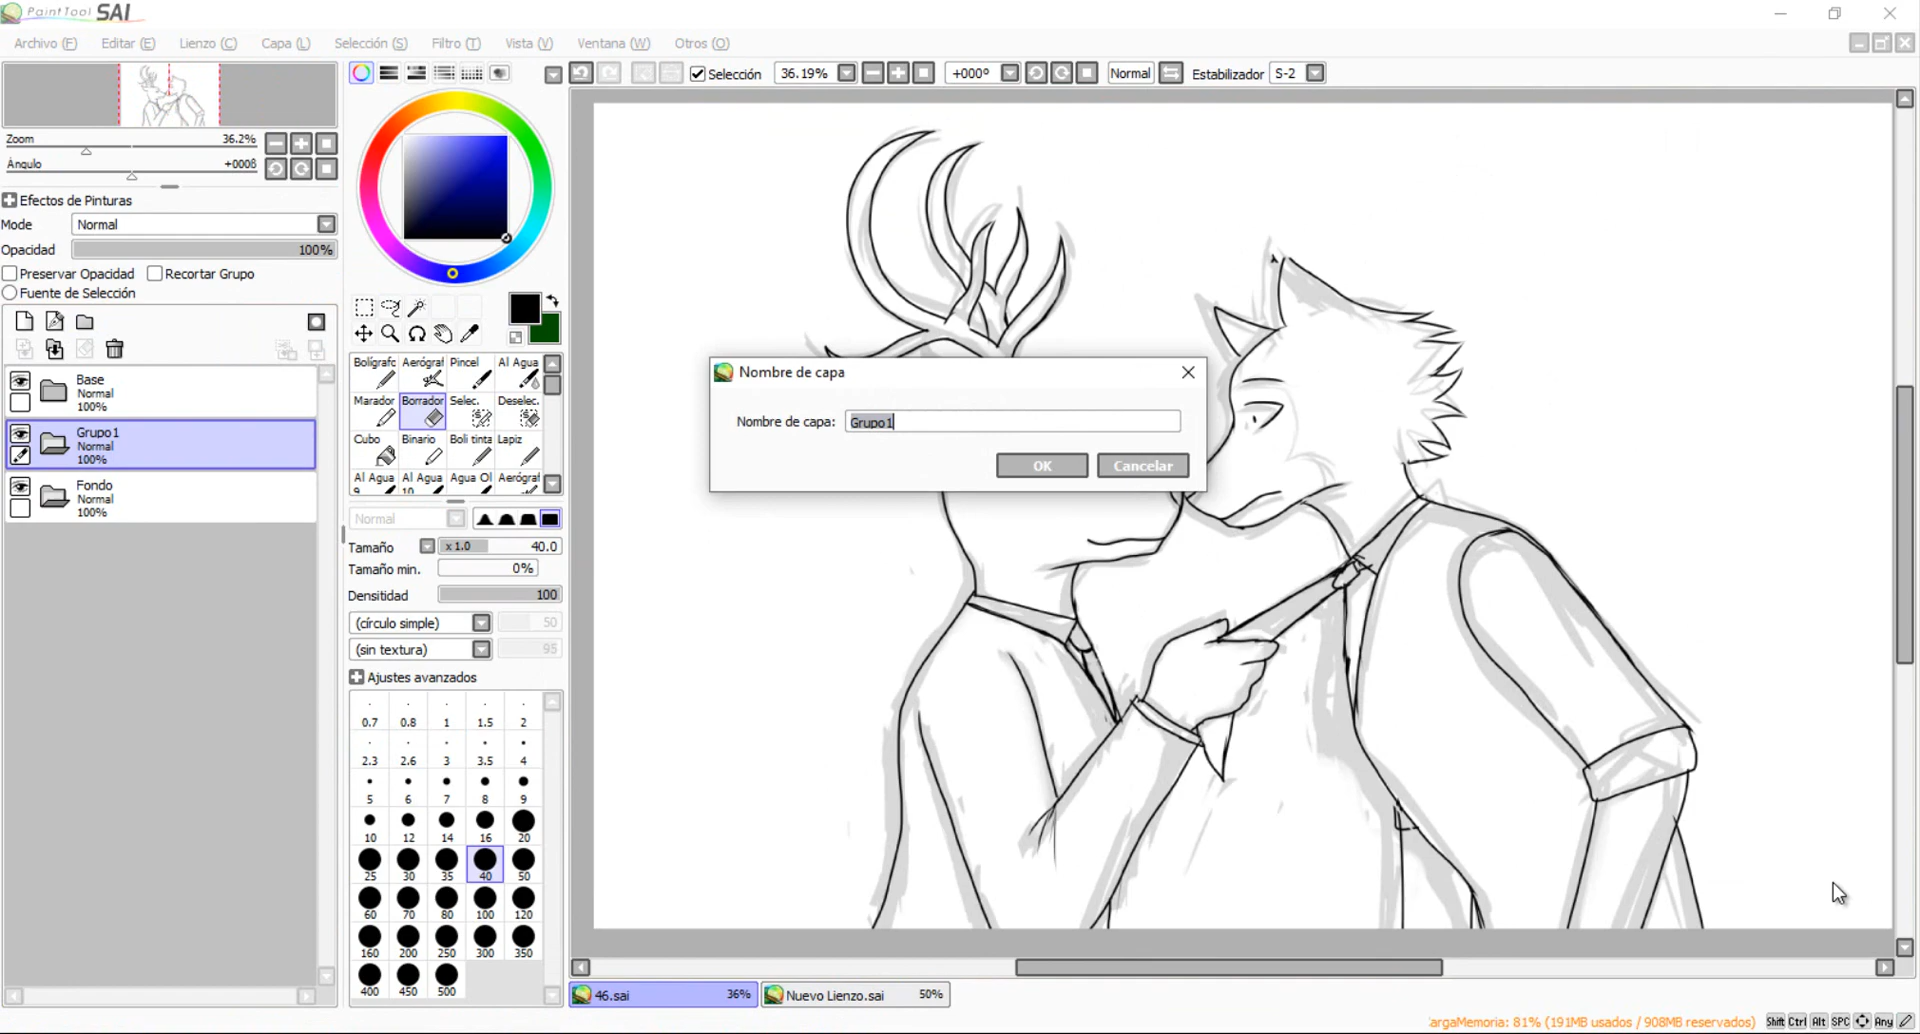 PaintTool SAI
Archivo (F) Editar (E) Lienzo (C) Capa (L) Selección (S) Filtro (T) Vista (V) Ventana (W) Otros (O)
Selección 36.19% +000º Normal Estabilizador S-2
Zoom 36.2%
Ángulo +000ß
Efectos de Pinturas
Mode Normal
Opacidad 100%
Preservar Opacidad Recortar Grupo
Fuente de Selección
Base
Normal
100%
Grupo1
Normal
100%
Fondo
Normal
100%
Bolígrafc Aerógraf Pincel Al Agua
Marador Borrador Selec. Deselec.
Cubo Binario Boli tinta Lapiz
Al Agua Al Agua Agua Ol Aerógraf
9 10
Normal
Tamaño x 1.0 40.0
Tamaño min. 0%
Densitidad 100
(círculo simple) 50
(sin textura) 95
Ajustes avanzados
0.7 0.8 1 1.5 2
2.3 2.6 3 3.5 4
5 6 7 8 9
10 12 14 16 20
25 30 35 40 50
60 70 80 100 120
160 200 250 300 350
400 450 500
Nombre de capa
Nombre de capa: Grupo1
OK Cancelar
46.sai 36% Nuevo Lienzo.sai 50%
argaMemoria: 81% (191MB usados / 908MB reservados) Shift Ctrl Alt SPC Any